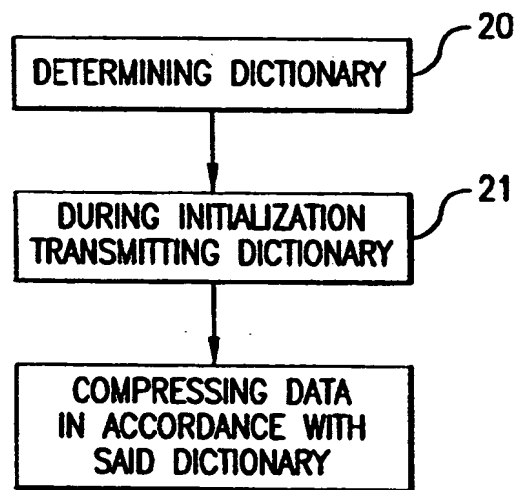 20
DETERMINING DICTIONARY
21
DURING INITIALIZATION
TRANSMITTING DICTIONARY
COMPRESSING DATA
IN ACCORDANCE WITH
SAID DICTIONARY